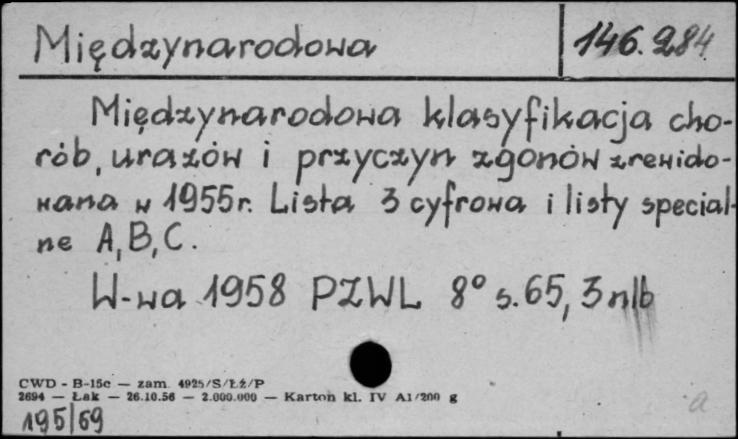 Międzynarodowa 146.284
Międzynarodowa klasyfikacja cho-
rób, urazów i przyczyn zgonów zrewido-
wana w 1955r. Lista 3 cyfrowa i listy specjal-
ne A, B, C.
W-wa 1958 PZWL 8° s. 65, 3 nlb
CWD - B-15c — zam. 4925/S/Łź/P
2694 — Łak — 26.10.56 — 2.000.000 — Karton kl. IV A1/200 g
195/69
a